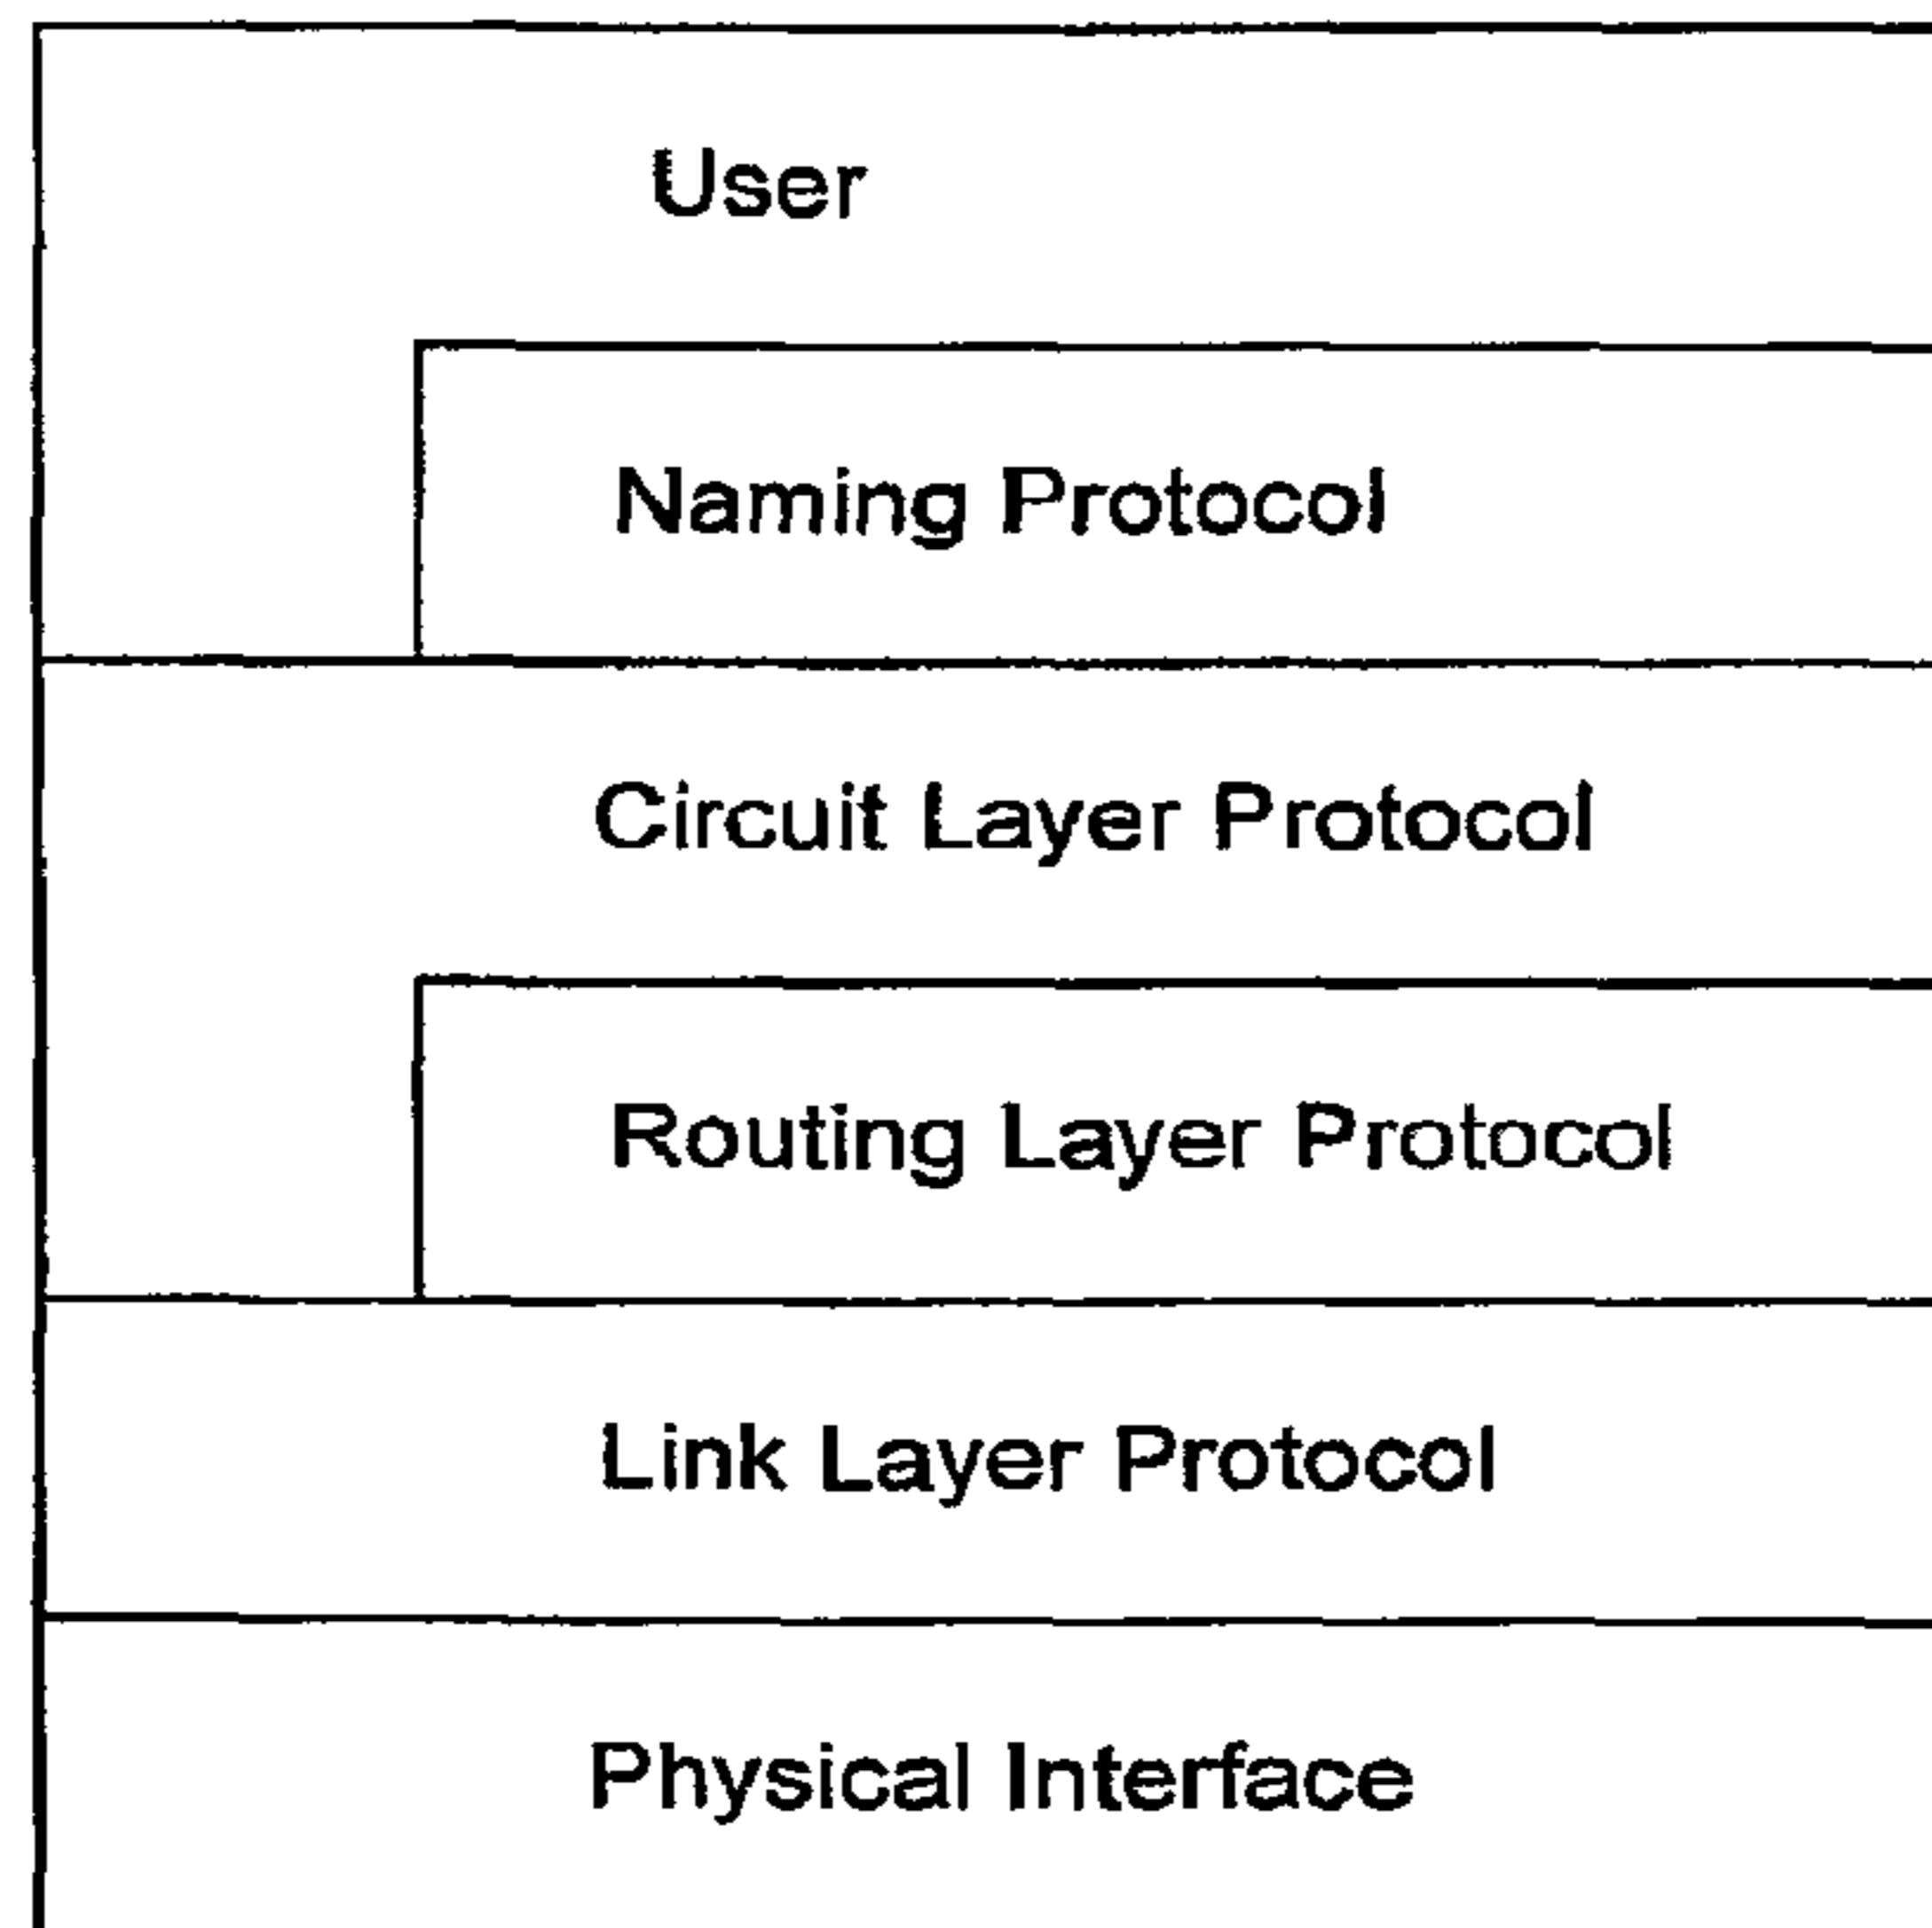 User
Naming Protocol
Circuit Layer Protocol
Routing Layer Protocol
Link Layer Protocol
Physical Interface